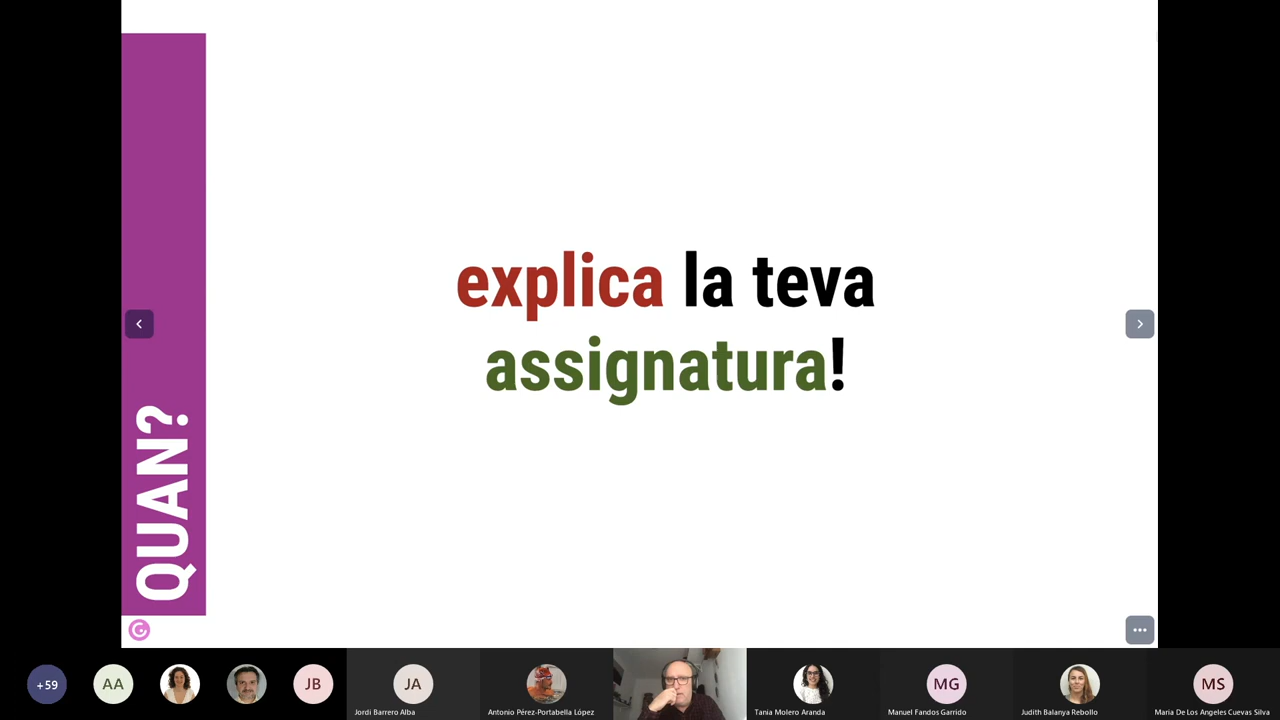 QUAN?
explica la teva
assignatura!
+59
AA
JB
JA
Jordi Barrero Alba
Antonio Pérez-Portabella López
Tania Molero Aranda
MG
Manuel Fandos Garrido
Judith Balanya Rebollo
MS
Maria De Los Angeles Cuevas Silva